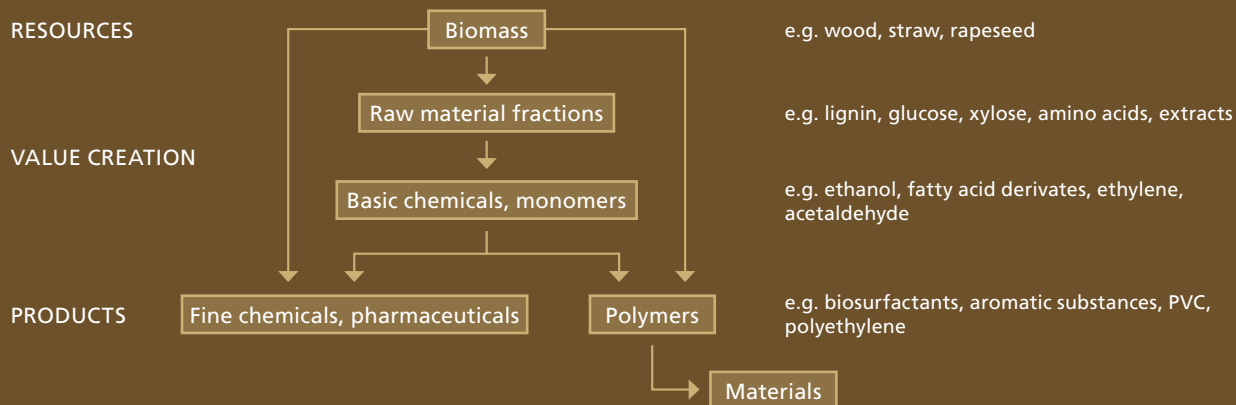 RESOURCES
Biomass
e.g. wood, straw, rapeseed
Raw material fractions
e.g. lignin, glucose, xylose, amino acids, extracts
VALUE CREATION
Basic chemicals, monomers
e.g. ethanol, fatty acid derivates, ethylene,
acetaldehyde
PRODUCTS
Fine chemicals, pharmaceuticals
Polymers
e.g. biosurfactants, aromatic substances, PVC,
polyethylene
Materials